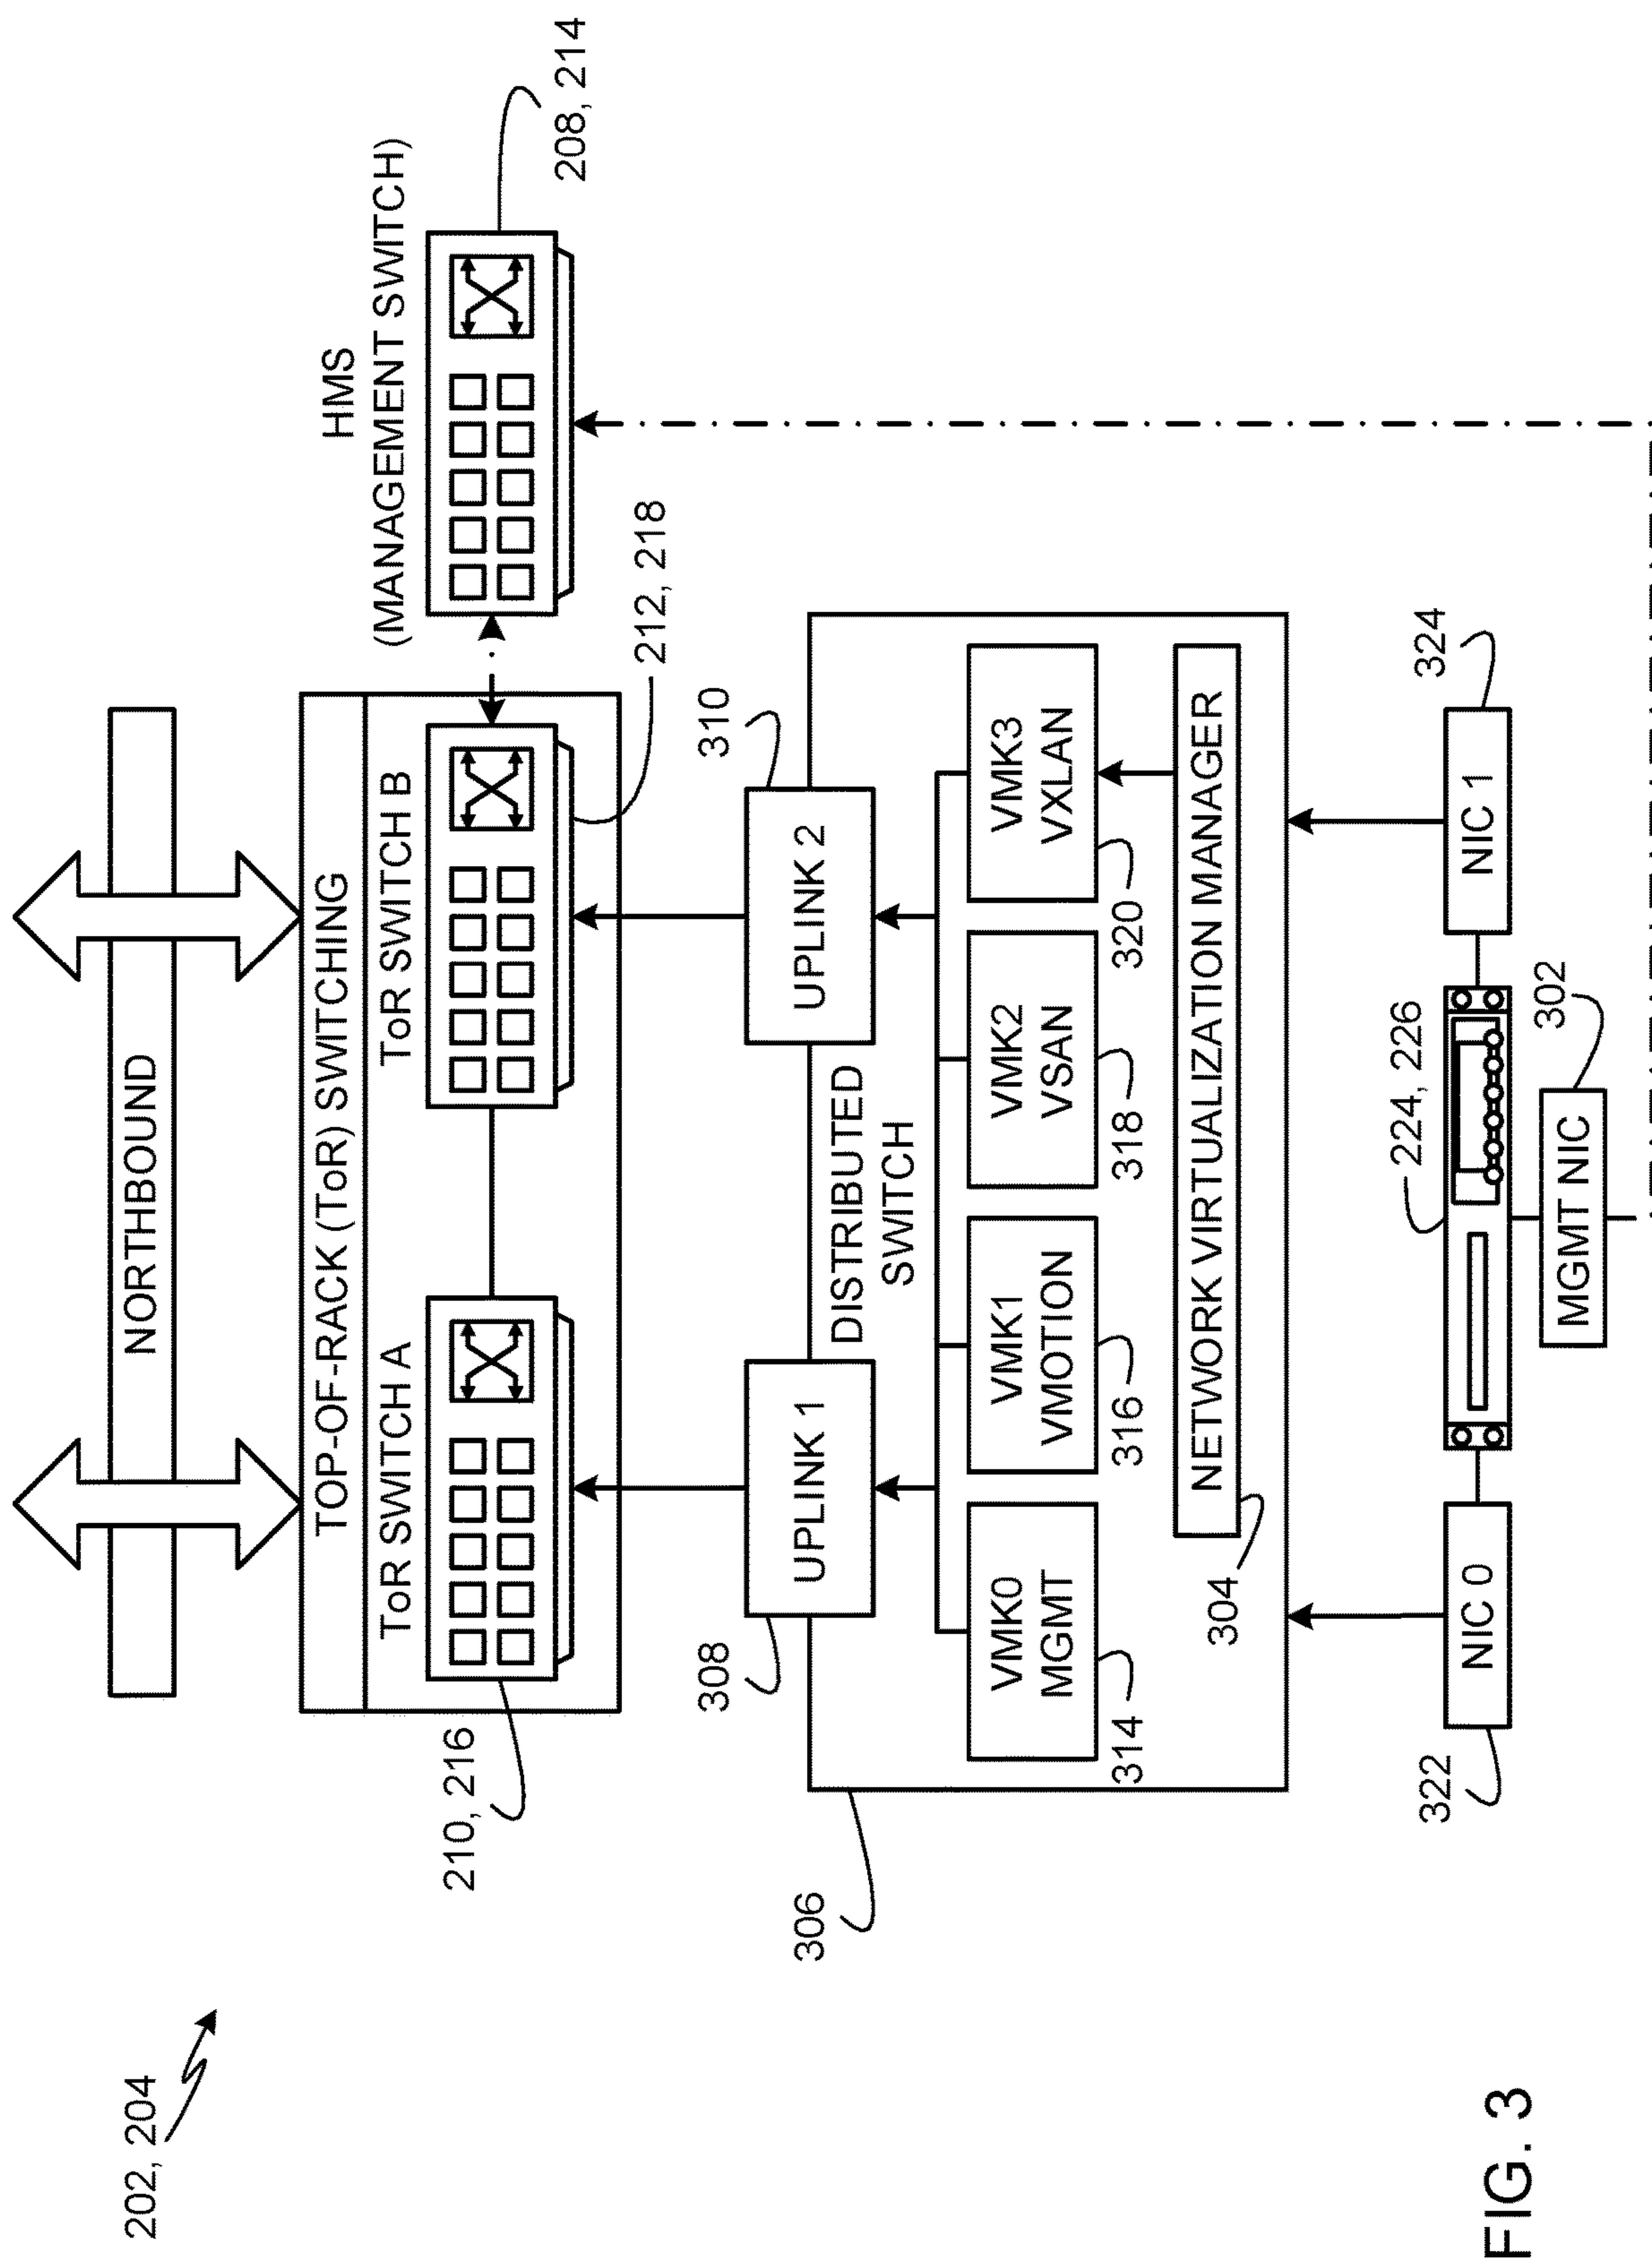 202, 204
NORTHBOUND
TOP-OF-RACK (ToR) SWITCHING
ToR SWITCH A
ToR SWITCH B
HMS
(MANAGEMENT SWITCH)
210, 216
212, 218
208, 214
308
UPLINK 1
310
UPLINK 2
306
DISTRIBUTED
SWITCH
VMK0
MGMT
VMK1
VMOTION
VMK2
VSAN
VMK3
VXLAN
314
316
318
320
304
NETWORK VIRTUALIZATION MANAGER
322
NIC 0
224, 226
NIC 1
324
MGMT NIC
302
FIG. 3